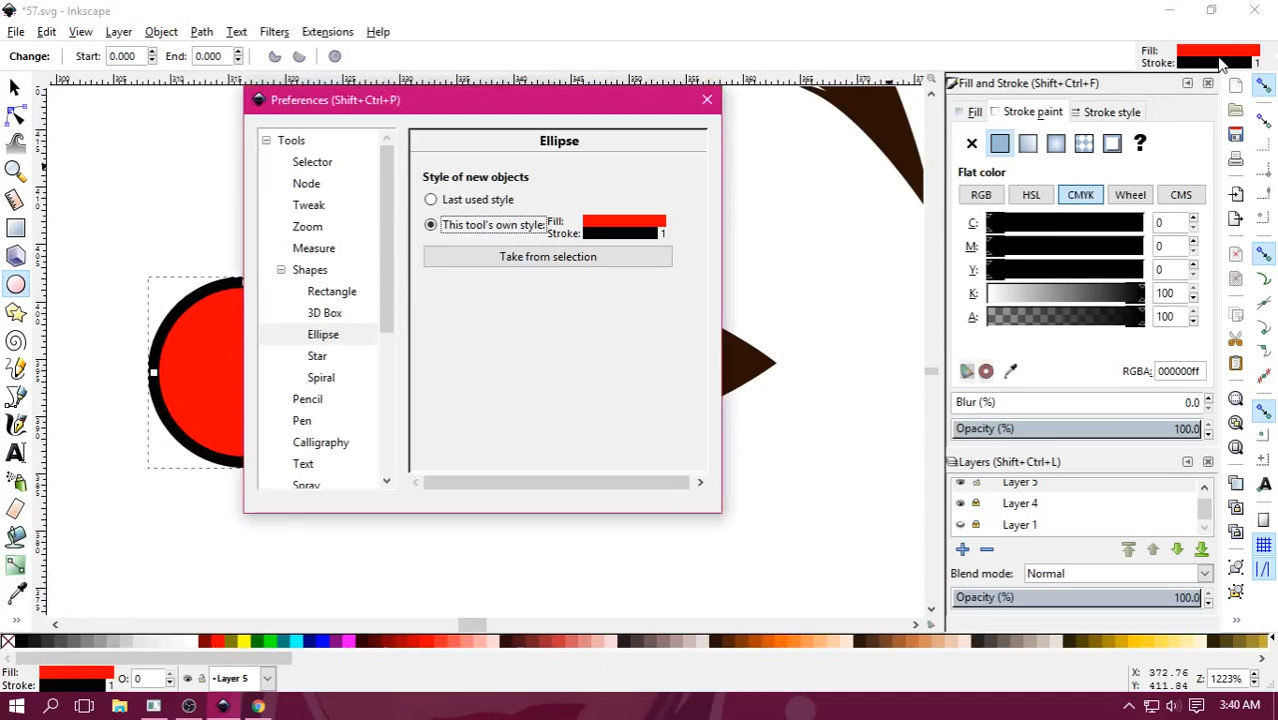 *57.svg - Inkscape
File Edit View Layer Object Path Text Filters Extensions Help
Change: Start: 0.000 End: 0.000
Fill:
Stroke: 1
Preferences (Shift+Ctrl+P)
Tools
Selector
Node
Tweak
Zoom
Measure
Shapes
Rectangle
3D Box
Ellipse
Star
Spiral
Pencil
Pen
Calligraphy
Text
Spray
Ellipse
Style of new objects
Last used style
This tool's own style: Fill:
Stroke: 1
Take from selection
Fill and Stroke (Shift+Ctrl+F)
Fill Stroke paint Stroke style
?
Flat color
RGB HSL CMYK Wheel CMS
C: 0
M: 0
Y: 0
K: 100
A: 100
RGBA: 000000ff
Blur (%) 0.0
Opacity (%) 100.0
Layers (Shift+Ctrl+L)
Layer 5
Layer 4
Layer 1
Blend mode: Normal
Opacity (%) 100.0
Fill:
Stroke: 1 O: 0 •Layer 5
X: 372.76
Y: 411.84
Z: 1223%
3:40 AM